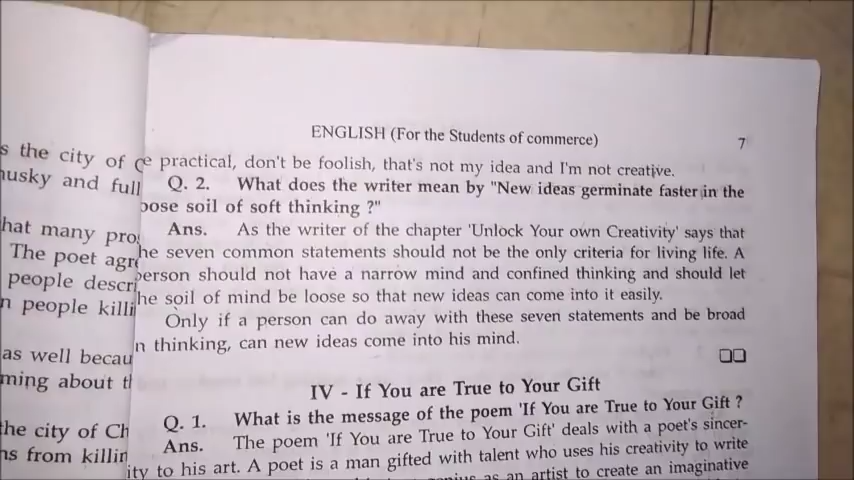 s the city of
husky and full
hat many pro
The poet agr
people descri
n people killi
as well becau
ming about t
the city of Ch
ns from killin
ENGLISH (For the Students of commerce) 7
e practical, don't be foolish, that's not my idea and I'm not creative.
Q. 2. What does the writer mean by "New ideas germinate faster in the
oose soil of soft thinking ?"
Ans. As the writer of the chapter 'Unlock Your own Creativity' says that
he seven common statements should not be the only criteria for living life. A
person should not have a narrow mind and confined thinking and should let
he soil of mind be loose so that new ideas can come into it easily.
Only if a person can do away with these seven statements and be broad
n thinking, can new ideas come into his mind.
IV - If You are True to Your Gift
Q. 1. What is the message of the poem 'If You are True to Your Gift ?
Ans. The poem 'If You are True to Your Gift' deals with a poet's sincer-
ity to his art. A poet is a man gifted with talent who uses his creativity to write
as an artist to create an imaginative